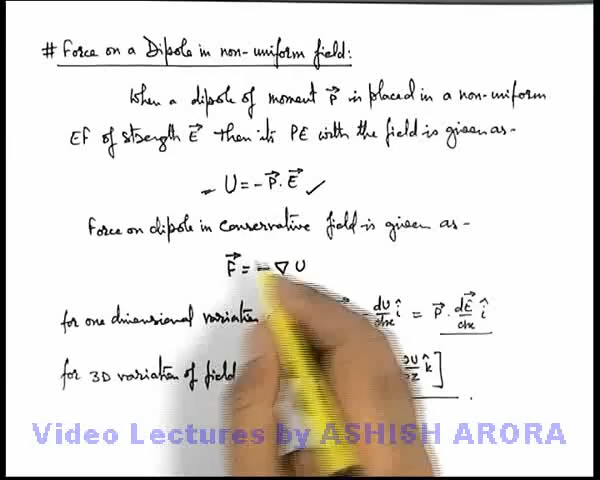 # Force on a Dipole in non-uniform field:
When a dipole of moment P⃗ is placed in a non-uniform
EF of strength E⃗ then its PE with the field is given as-
U = -P⃗·E⃗ ✓
Force on dipole in conservative field is given as-
F⃗ = -∇U
for one dimensional variation dU/dx î = P⃗·dE⃗/dx î
for 3D variation of field ∂U/∂z k̂]
Video Lectures by ASHISH ARORA